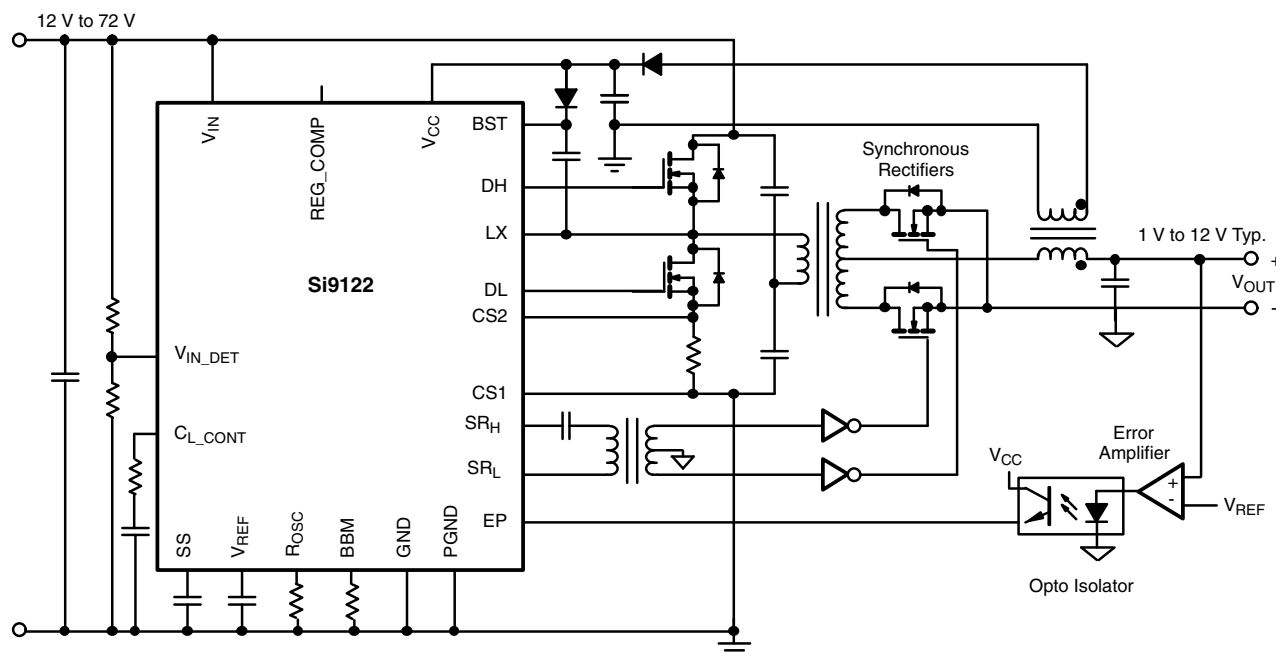 12 V to 72 V
V_IN
REG_COMP
V_CC
BST
DH
LX
DL
CS2
CS1
SR_H
SR_L
EP
Si9122
V_IN_DET
C_L_CONT
SS
V_REF
R_OSC
BBM
GND
PGND
Synchronous
Rectifiers
1 V to 12 V Typ.
+
V_OUT
-
Error
Amplifier
V_CC
+
-
V_REF
Opto Isolator